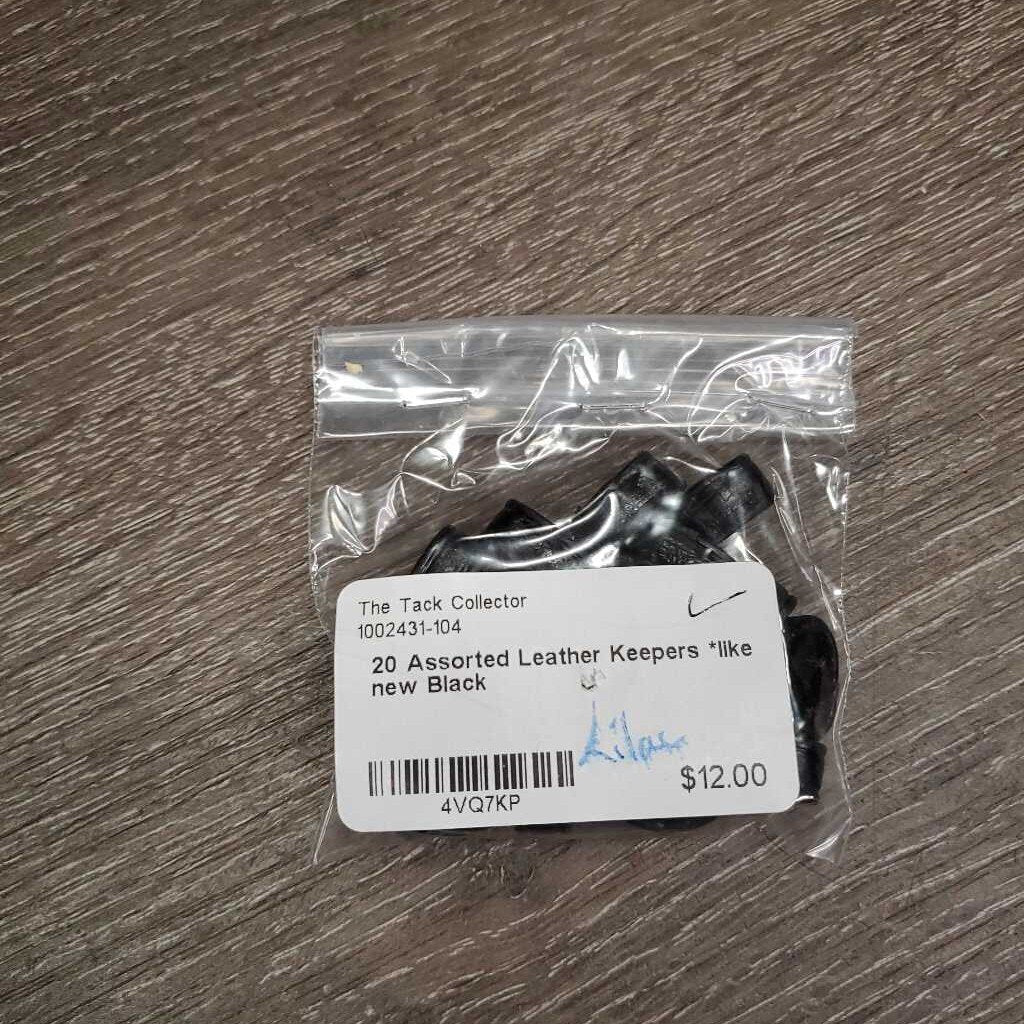 The Tack Collector
1002431-104
20 Assorted Leather Keepers *like
new Black
$12.00
4VQ7KP